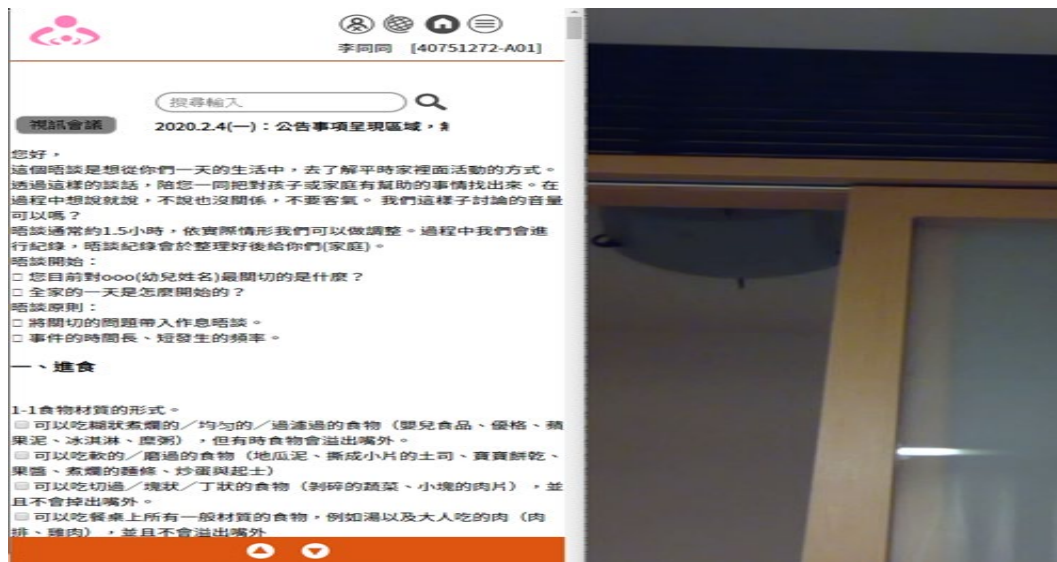 李同同 [40751272-A01]
搜尋輸入
視訊會議
2020.2.4(一)：公告事項呈現區域，
您好，
這個晤談是想從你們一天的生活中，去了解平時家裡面活動的方式。
透過這樣的談話，陪您一同把對孩子或家庭有幫助的事情找出來。在
過程中想說就說，不說也沒關係，不要客氣。 我們這樣子討論的音量
可以嗎？
晤談通常約1.5小時，依實際情形我們可以做調整。過程中我們會進
行紀錄，晤談紀錄會於整理好後給你們(家庭)。
晤談開始：
□ 您目前對ooo(幼兒姓名)最關切的是什麼？
□ 全家的一天是怎麼開始的？
晤談原則：
□ 將關切的問題帶入作息晤談。
□ 事件的時間長、短發生的頻率。
一、進食
1-1食物材質的形式。
□ 可以吃糊狀煮爛的／均勻的／過濾過的食物（嬰兒食品、優格、蘋
果泥、冰淇淋、糜粥），但有時食物會溢出嘴外。
□ 可以吃軟的／磨過的食物（地瓜泥、撕成小片的土司、寶寶餅乾、
果醬、煮爛的麵條、炒蛋與起士）
□ 可以吃切過／塊狀／丁狀的食物（剁碎的蔬菜、小塊的肉片），並
且不會掉出嘴外。
□ 可以吃餐桌上所有一般材質的食物，例如湯以及大人吃的肉（肉
排、雞肉），並且不會溢出嘴外